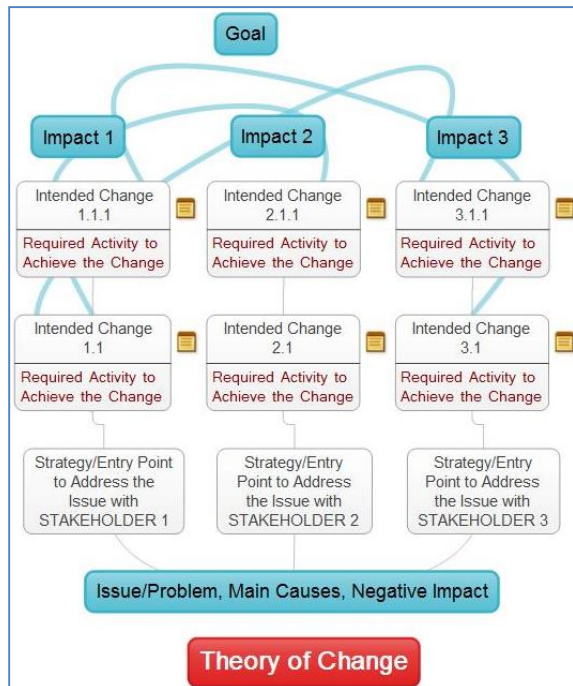 Goal
Impact 1
Impact 2
Impact 3
Intended Change
1.1.1
Required Activity to
Achieve the Change
Intended Change
2.1.1
Required Activity to
Achieve the Change
Intended Change
3.1.1
Required Activity to
Achieve the Change
Intended Change
1.1
Required Activity to
Achieve the Change
Intended Change
2.1
Required Activity to
Achieve the Change
Intended Change
3.1
Required Activity to
Achieve the Change
Strategy/Entry Point
to Address the
Issue with
STAKEHOLDER 1
Strategy/Entry
Point to Address
the Issue with
STAKEHOLDER 2
Strategy/Entry
Point to Address
the Issue with
STAKEHOLDER 3
Issue/Problem, Main Causes, Negative Impact
Theory of Change